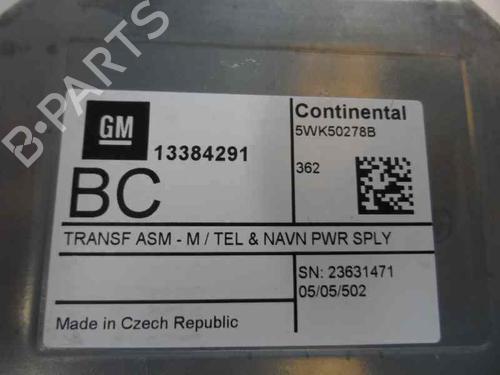 B-PARTS
GM
13384291
BC
Continental
5WK50278B
362
TRANSF ASM - M / TEL & NAVN PWR SPLY
SN: 23631471
05/05/502
Made in Czech Republic